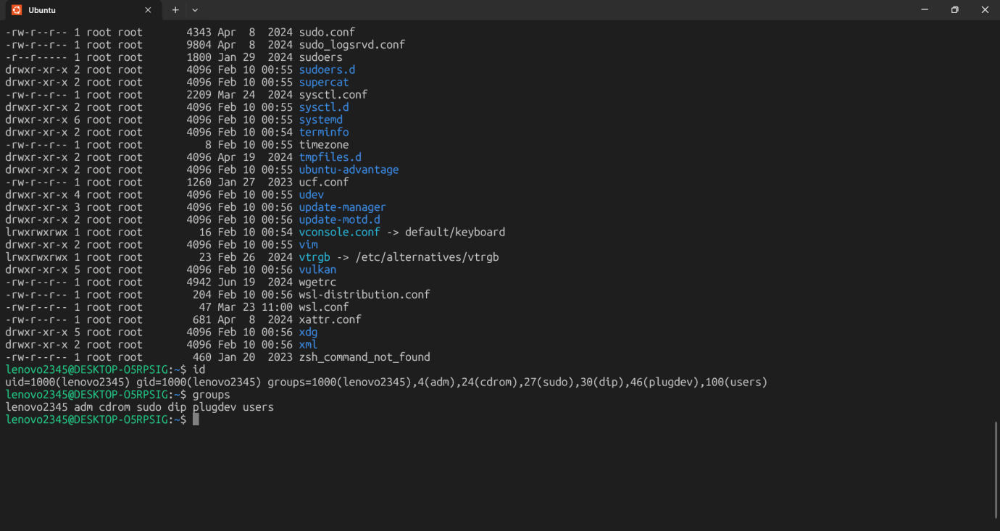 Ubuntu
-rw-r--r-- 1 root root       4343 Apr  8  2024 sudo.conf
-rw-r--r-- 1 root root       9804 Apr  8  2024 sudo_logsrvd.conf
-r--r----- 1 root root       1800 Jan 29  2024 sudoers
drwxr-xr-x 2 root root       4096 Feb 10 00:55 sudoers.d
drwxr-xr-x 2 root root       4096 Feb 10 00:55 supercat
-rw-r--r-- 1 root root       2209 Mar 24  2024 sysctl.conf
drwxr-xr-x 2 root root       4096 Feb 10 00:55 sysctl.d
drwxr-xr-x 6 root root       4096 Feb 10 00:55 systemd
drwxr-xr-x 2 root root       4096 Feb 10 00:54 terminfo
-rw-r--r-- 1 root root          8 Feb 10 00:55 timezone
drwxr-xr-x 2 root root       4096 Apr 19  2024 tmpfiles.d
drwxr-xr-x 2 root root       4096 Feb 10 00:55 ubuntu-advantage
-rw-r--r-- 1 root root       1260 Jan 27  2023 ucf.conf
drwxr-xr-x 4 root root       4096 Feb 10 00:55 udev
drwxr-xr-x 3 root root       4096 Feb 10 00:56 update-manager
drwxr-xr-x 2 root root       4096 Feb 10 00:56 update-motd.d
lrwxrwxrwx 1 root root         16 Feb 10 00:54 vconsole.conf -> default/keyboard
drwxr-xr-x 2 root root       4096 Feb 10 00:55 vim
lrwxrwxrwx 1 root root         23 Feb 26  2024 vtrgb -> /etc/alternatives/vtrgb
drwxr-xr-x 5 root root       4096 Feb 10 00:56 vulkan
-rw-r--r-- 1 root root       4942 Jun 19  2024 wgetrc
-rw-r--r-- 1 root root        204 Feb 10 00:56 wsl-distribution.conf
-rw-r--r-- 1 root root         47 Mar 23 11:00 wsl.conf
-rw-r--r-- 1 root root        681 Apr  8  2024 xattr.conf
drwxr-xr-x 5 root root       4096 Feb 10 00:56 xdg
drwxr-xr-x 2 root root       4096 Feb 10 00:56 xml
-rw-r--r-- 1 root root        460 Jan 20  2023 zsh_command_not_found
lenovo2345@DESKTOP-O5RPSIG:~$ id
uid=1000(lenovo2345) gid=1000(lenovo2345) groups=1000(lenovo2345),4(adm),24(cdrom),27(sudo),30(dip),46(plugdev),100(users)
lenovo2345@DESKTOP-O5RPSIG:~$ groups
lenovo2345 adm cdrom sudo dip plugdev users
lenovo2345@DESKTOP-O5RPSIG:~$